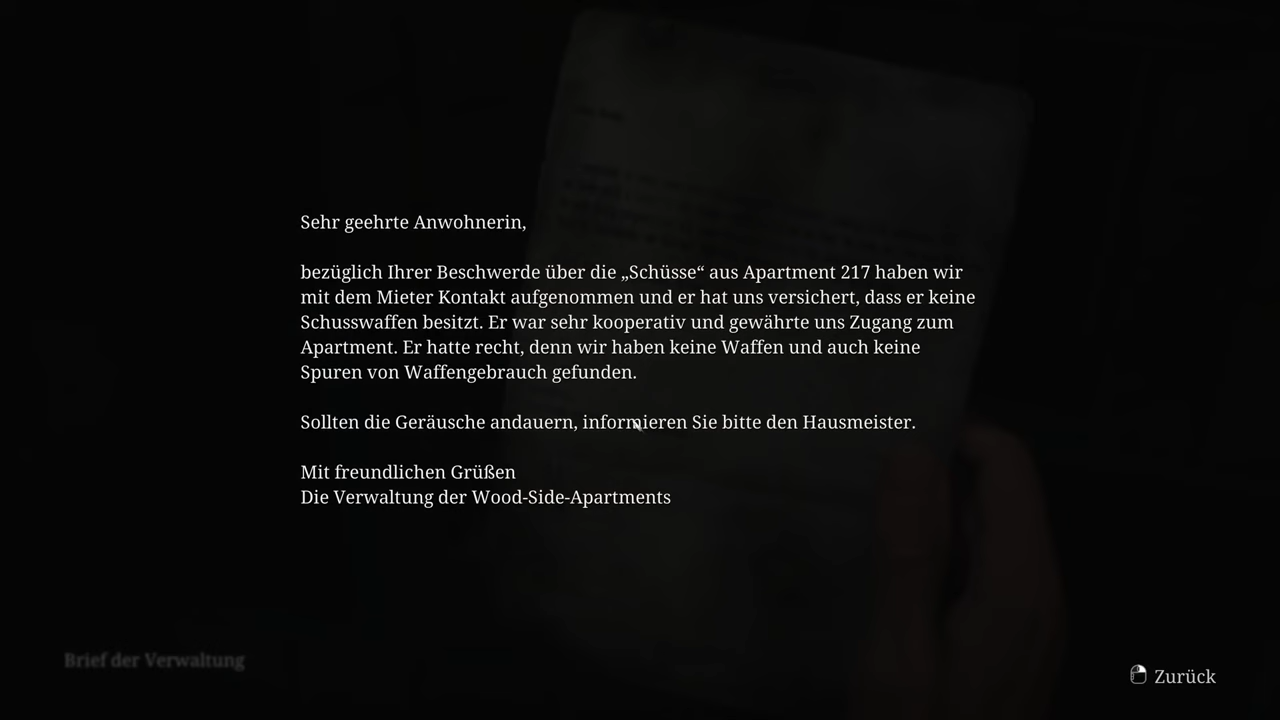 Sehr geehrte Anwohnerin,
bezüglich Ihrer Beschwerde über die „Schüsse“ aus Apartment 217 haben wir
mit dem Mieter Kontakt aufgenommen und er hat uns versichert, dass er keine
Schusswaffen besitzt. Er war sehr kooperativ und gewährte uns Zugang zum
Apartment. Er hatte recht, denn wir haben keine Waffen und auch keine
Spuren von Waffengebrauch gefunden.
Sollten die Geräusche andauern, informieren Sie bitte den Hausmeister.
Mit freundlichen Grüßen
Die Verwaltung der Wood-Side-Apartments
Brief der Verwaltung
Zurück